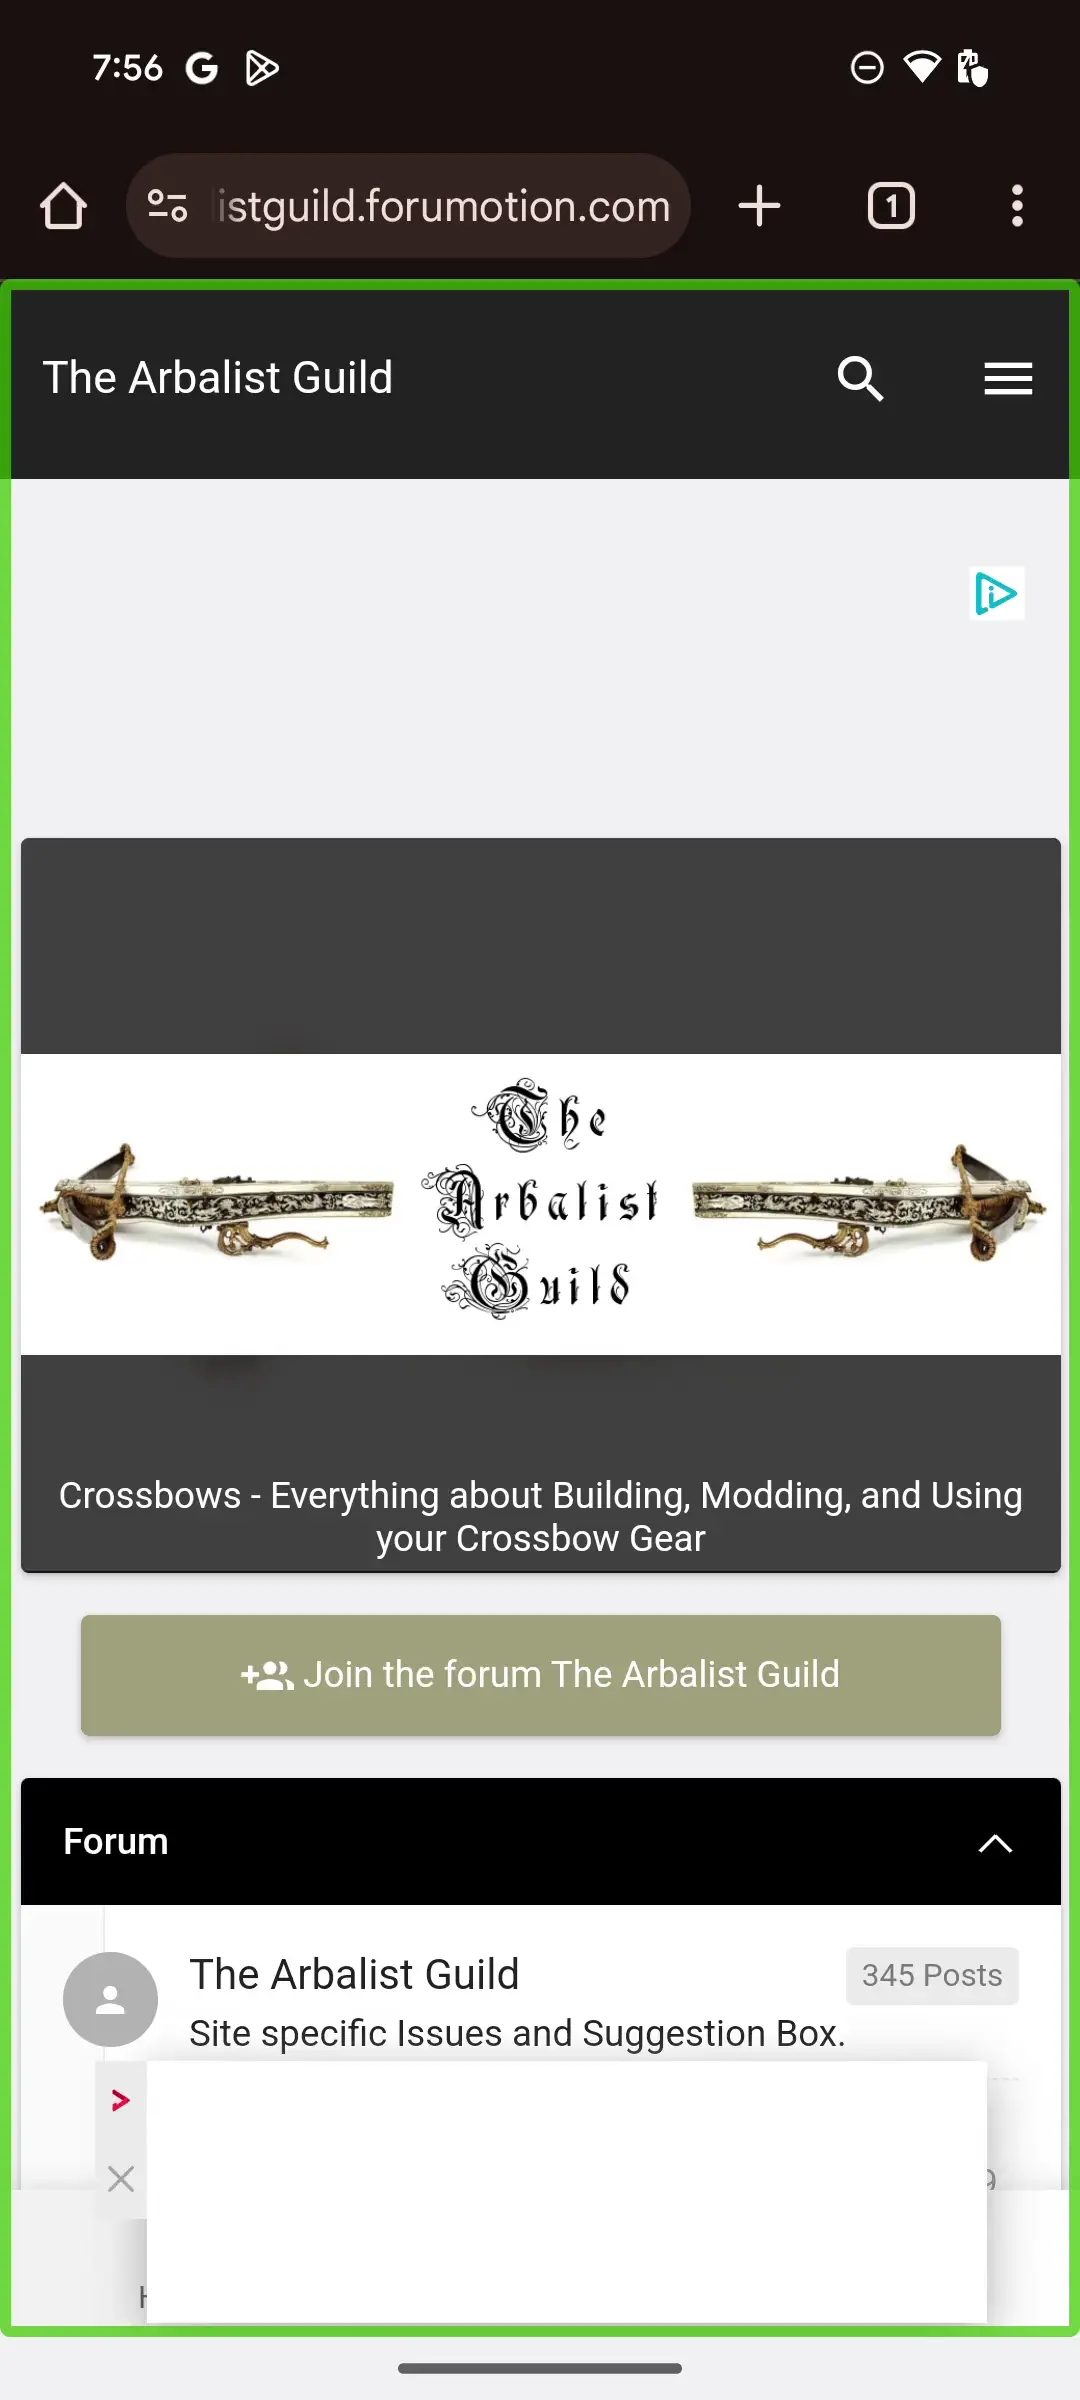 7:56
istguild.forumotion.com
1
The Arbalist Guild
The
Arbalist
Guild
Crossbows - Everything about Building, Modding, and Using
your Crossbow Gear
Join the forum The Arbalist Guild
Forum
The Arbalist Guild
345 Posts
Site specific Issues and Suggestion Box.